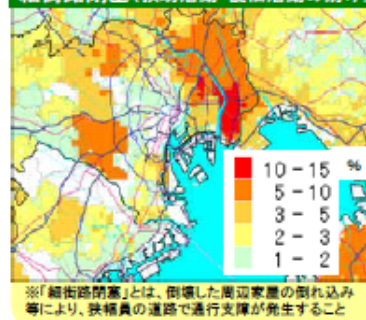 10 - 15 %
5 - 10
3 - 5
2 - 3
1 - 2
※「細街路閉塞」とは、倒壊した周辺家屋の倒れ込み
等により、狭幅員の道路で通行支障が発生すること